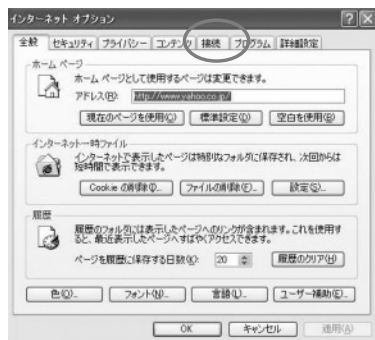 インターネット オプション
全般 セキュリティ プライバシー コンテンツ 接続 プログラム 詳細設定
ホーム ページ
ホーム ページとして使用するページは変更できます。
アドレス(R): http://www.yahoo.co.jp/
現在のページを使用(C) 標準設定(D) 空白を使用(B)
インターネット一時ファイル
インターネットで表示したページは特別なフォルダに保存され、次回からは
短時間で表示できます。
Cookie の削除(I)... ファイルの削除(F)... 設定(S)...
履歴
履歴のフォルダには表示したページへのリンクが含まれます。これを使用す
ると、最近表示したページへすばやくアクセスできます。
ページを履歴に保存する日数(K): 20 履歴のクリア(H)
色(O)... フォント(N)... 言語(L)... ユーザー補助(E)...
OK キャンセル 適用(A)